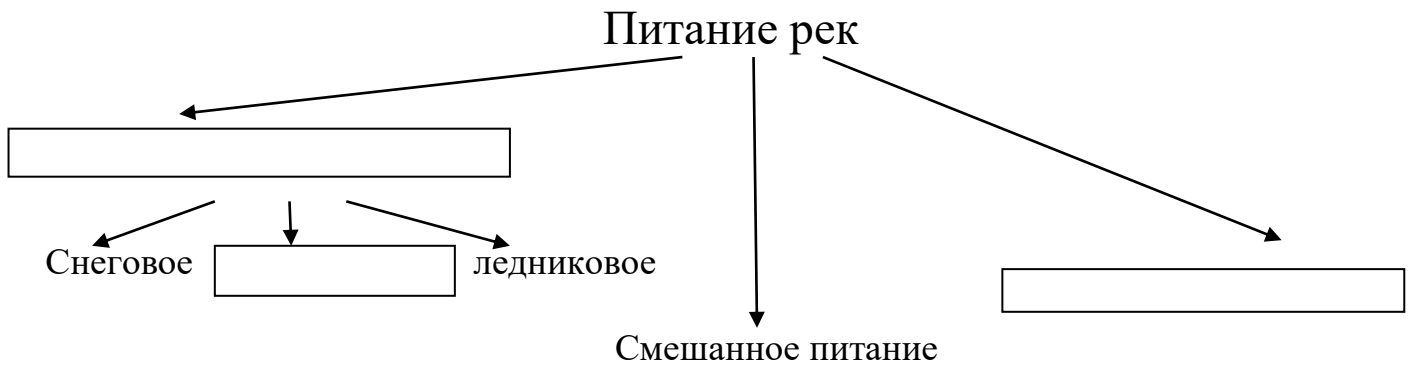 Питание рек
Снеговое
ледниковое
Смешанное питание